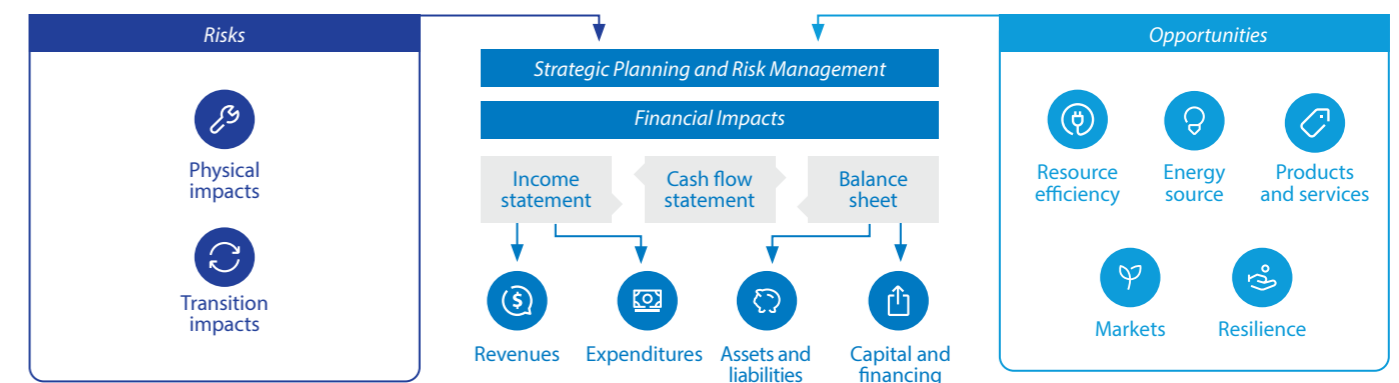 Risks
Physical
impacts
Transition
impacts
Strategic Planning and Risk Management
Financial Impacts
Income
statement
Cash flow
statement
Balance
sheet
Revenues
Expenditures
Assets and
liabilities
Capital and
financing
Opportunities
Resource
efficiency
Energy
source
Products
and services
Markets
Resilience